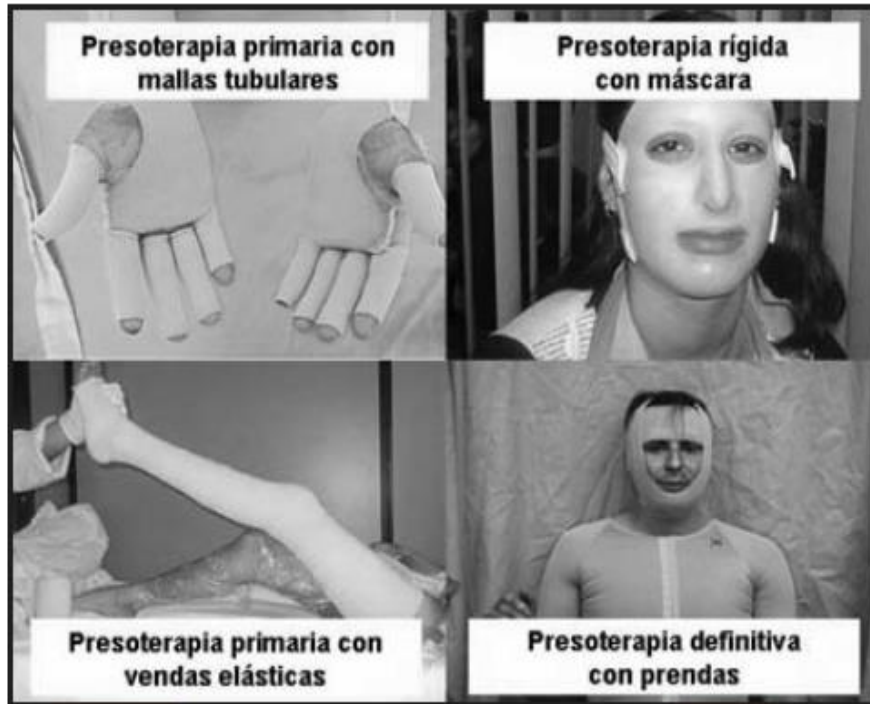 Presoterapia primaria con
mallas tubulares
Presoterapia rígida
con máscara
Presoterapia primaria con
vendas elásticas
Presoterapia definitiva
con prendas